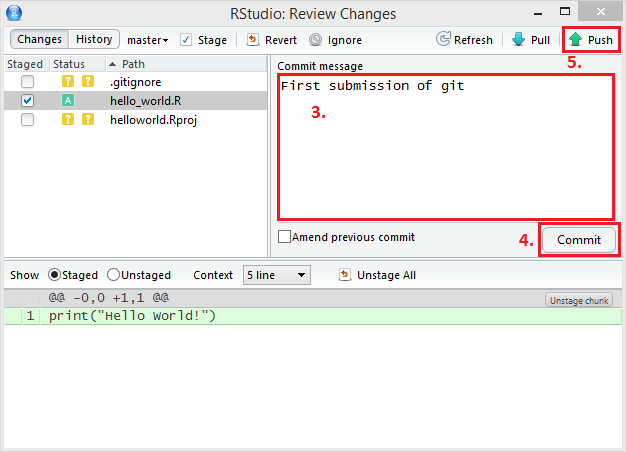 RStudio: Review Changes
Changes History master Stage Revert Ignore Refresh Pull Push
5.
Staged Status Path
? ? .gitignore
A hello_world.R
? ? helloworld.Rproj
Commit message
First submission of git
3.
Amend previous commit
4. Commit
Show Staged Unstaged Context 5 line Unstage All
@@ -0,0 +1,1 @@ Unstage chunk
1 print("Hello World!")